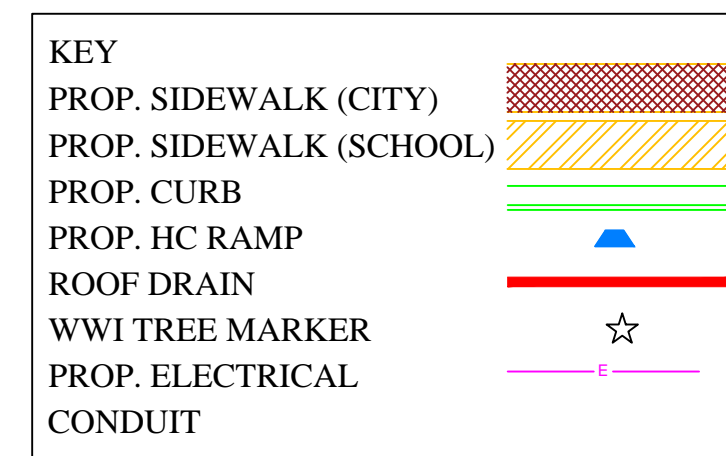 KEY
PROP. SIDEWALK (CITY)
PROP. SIDEWALK (SCHOOL)
PROP. CURB
PROP. HC RAMP
ROOF DRAIN
WWI TREE MARKER
PROP. ELECTRICAL E
CONDUIT